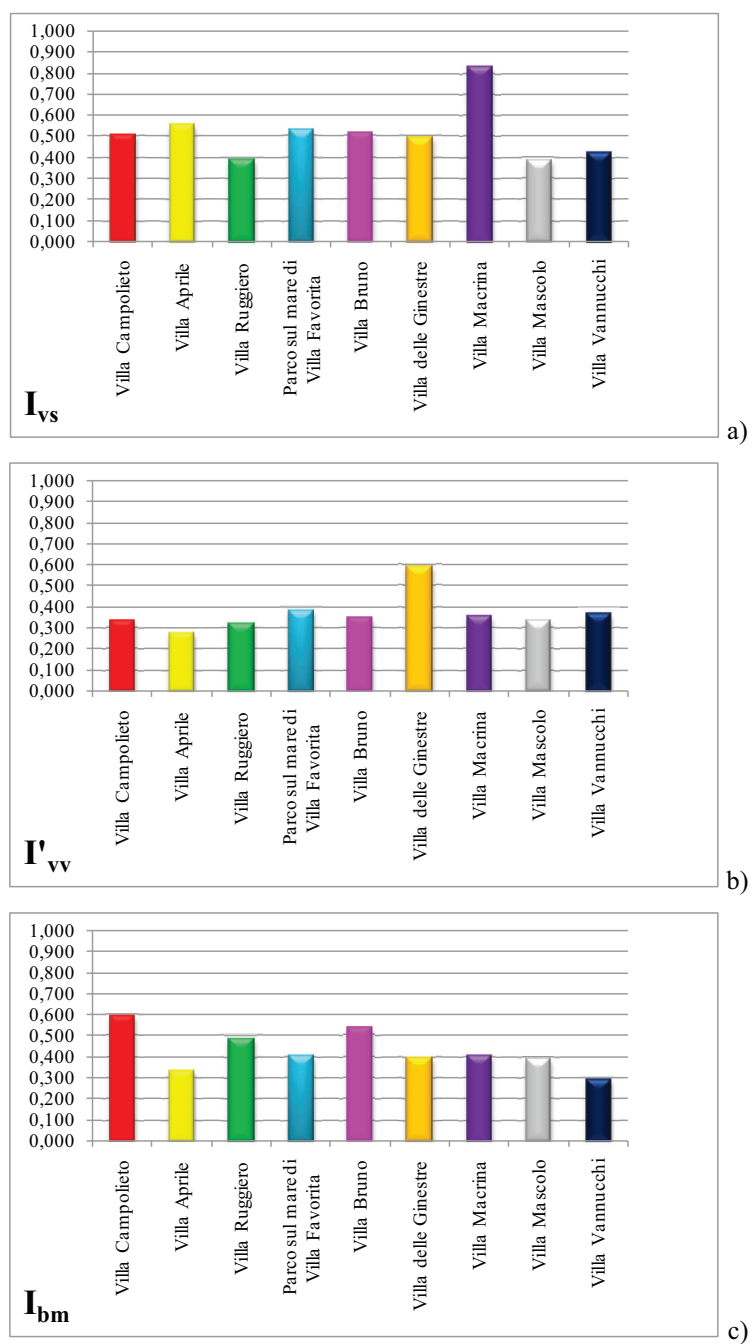 1,000
0,900
0,800
0,700
0,600
0,500
0,400
0,300
0,200
0,100
0,000
Villa Campolieto
Villa Aprile
Villa Ruggiero
Parco sul mare di
Villa Favorita
Villa Bruno
Villa delle Ginestre
Villa Macrina
Villa Mascolo
Villa Vannucchi
Ivs
a)
1,000
0,900
0,800
0,700
0,600
0,500
0,400
0,300
0,200
0,100
0,000
Villa Campolieto
Villa Aprile
Villa Ruggiero
Parco sul mare di
Villa Favorita
Villa Bruno
Villa delle Ginestre
Villa Macrina
Villa Mascolo
Villa Vannucchi
I'vv
b)
1,000
0,900
0,800
0,700
0,600
0,500
0,400
0,300
0,200
0,100
0,000
Villa Campolieto
Villa Aprile
Villa Ruggiero
Parco sul mare di
Villa Favorita
Villa Bruno
Villa delle Ginestre
Villa Macrina
Villa Mascolo
Villa Vannucchi
Ibm
c)